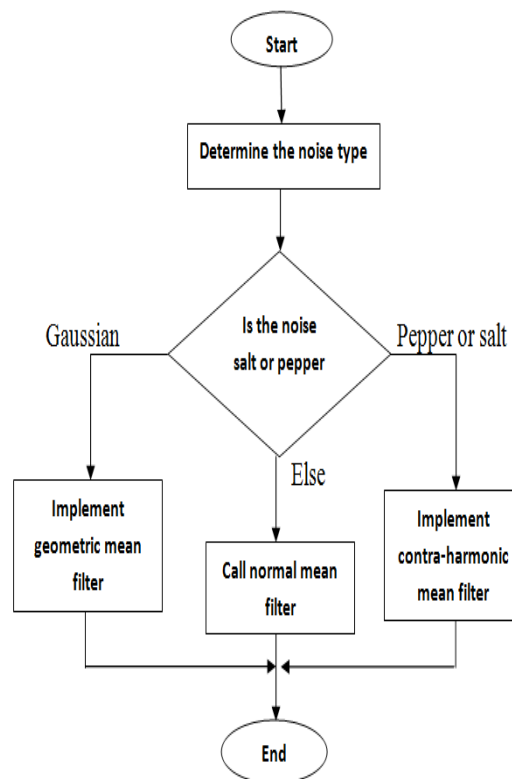 Start
Determine the noise type
Is the noise
salt or pepper
Gaussian
Pepper or salt
Else
Implement
geometric mean
filter
Call normal mean
filter
Implement
contra-harmonic
mean filter
End